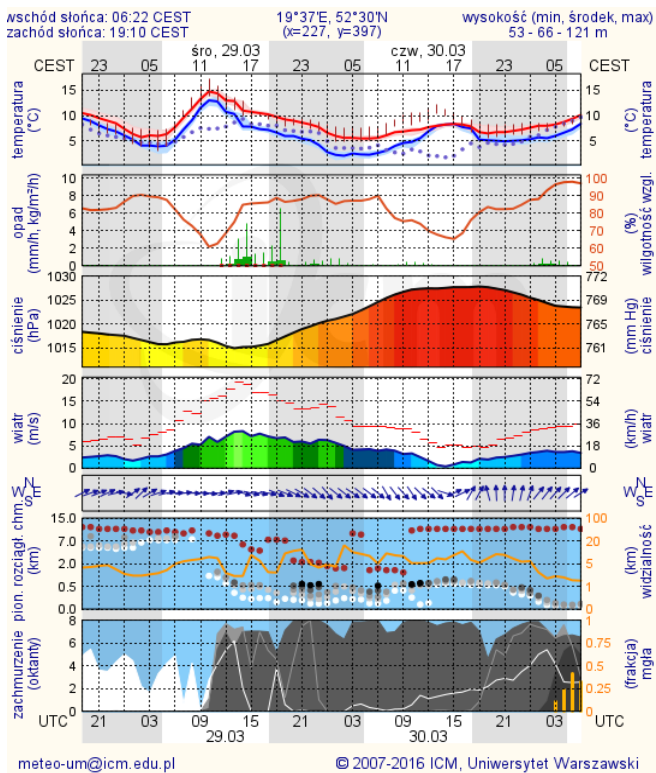 wschód słońca: 06:22 CEST 19°37'E, 52°30'N wysokość (min, środek, max)
zachód słońca: 19:10 CEST (x=227, y=397) 53 - 66 - 121 m
śro, 29.03 czw, 30.03
CEST 23 05 11 17 23 05 11 17 23 05 CEST
temperatura (°C) 15 10 5 15 10 5 temperatura (°C)
opad (mm/h, kg/m²/h) 10 8 6 4 2 0 100 90 80 70 60 50 (%) wilgotność wzgl.
ciśnienie (hPa) 1030 1025 1020 1015 772 769 765 761 (mm Hg) ciśnienie
wiatr m/s) 20 15 10 5 0 72 54 36 18 0 (km/h) wiatr
N W E S N W E S
pion. rozciągł. chm. (km) 15.0 7.0 2.0 0.5 0.0 100 20 5 1 0 (km) widzialność
zachmurzenie (oktanty) 8 6 4 2 0 1 0.75 0.5 0.25 0 (frakcja) mgła
UTC 21 03 09 15 21 03 09 15 21 03 UTC
29.03 30.03
meteo-um@icm.edu.pl © 2007-2016 ICM, Uniwersytet Warszawski